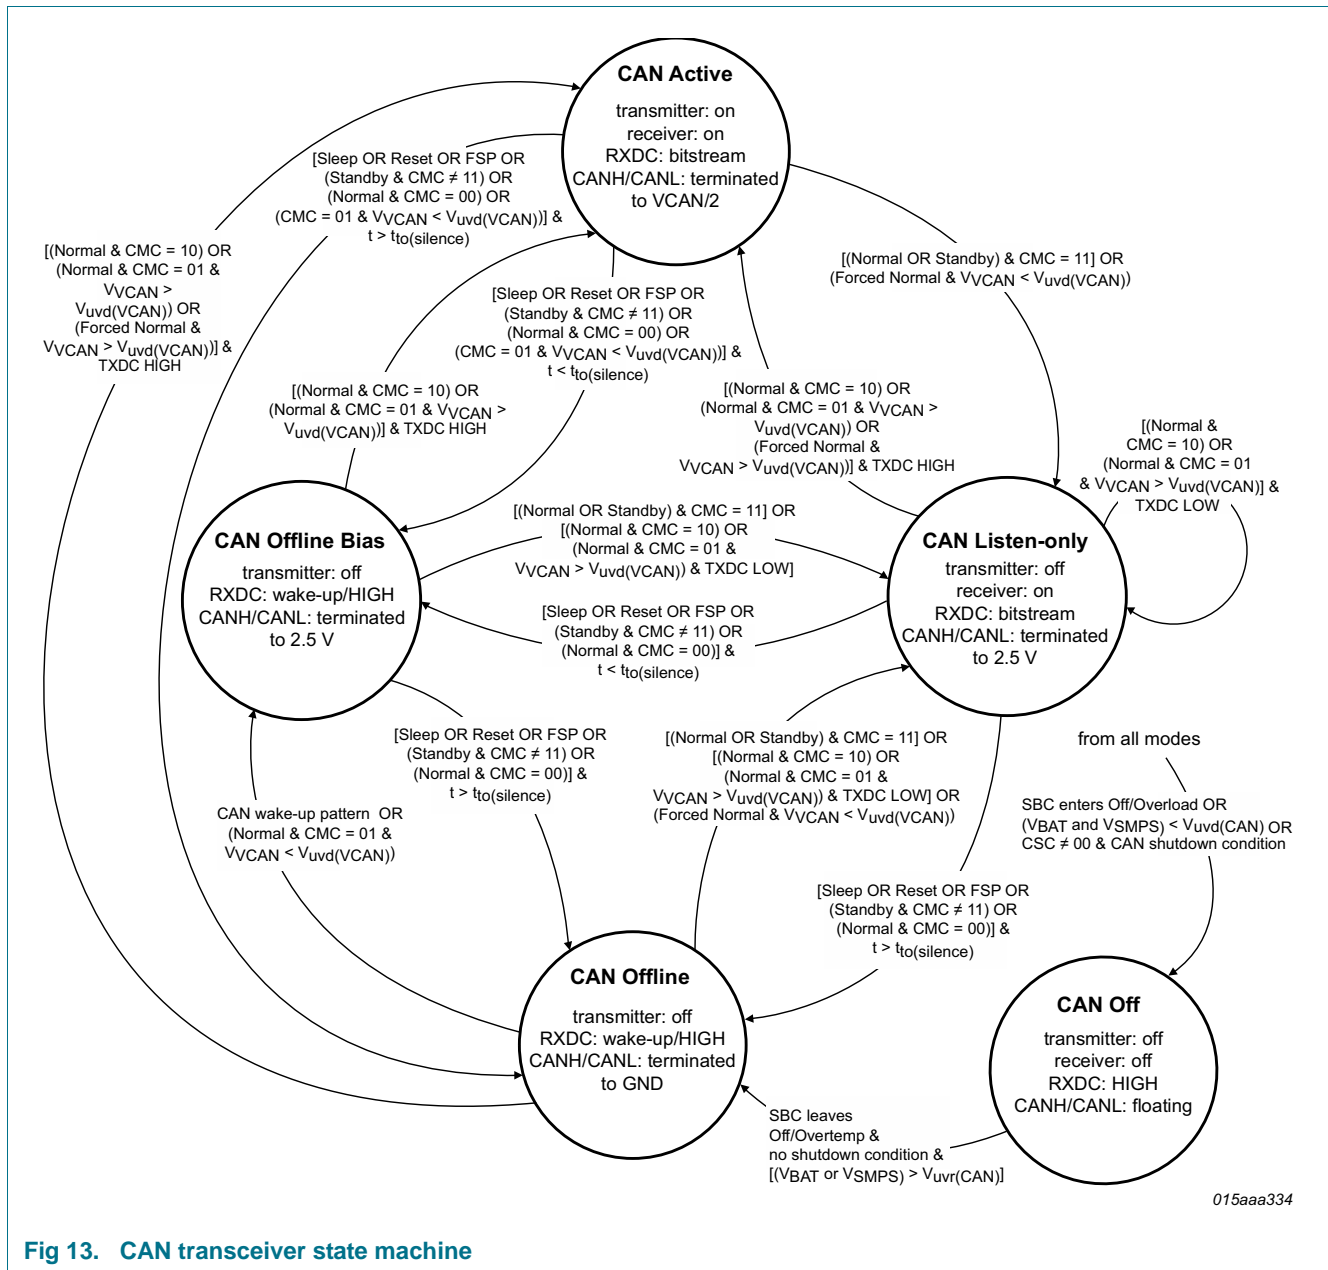 CAN Active
transmitter: on
receiver: on
RXDC: bitstream
CANH/CANL: terminated
to VCAN/2
[Sleep OR Reset OR FSP OR
(Standby & CMC ≠ 11) OR
(Normal & CMC = 00) OR
(CMC = 01 & VVCAN < Vuvd(VCAN))] &
t > tto(silence)
[(Normal & CMC = 10) OR
(Normal & CMC = 01 &
VVCAN >
Vuvd(VCAN)) OR
(Forced Normal &
VVCAN > Vuvd(VCAN))] &
TXDC HIGH
[(Normal OR Standby) & CMC = 11] OR
(Forced Normal & VVCAN < Vuvd(VCAN))
[Sleep OR Reset OR FSP OR
(Standby & CMC ≠ 11) OR
(Normal & CMC = 00) OR
(CMC = 01 & VVCAN < Vuvd(VCAN))] &
t < tto(silence)
[(Normal & CMC = 10) OR
(Normal & CMC = 01 & VVCAN >
Vuvd(VCAN))] & TXDC HIGH
[(Normal & CMC = 10) OR
(Normal & CMC = 01 & VVCAN >
Vuvd(VCAN)) OR
(Forced Normal &
VVCAN > Vuvd(VCAN))] & TXDC HIGH
[(Normal &
CMC = 10) OR
(Normal & CMC = 01
& VVCAN > Vuvd(VCAN)] &
TXDC LOW
CAN Offline Bias
transmitter: off
RXDC: wake-up/HIGH
CANH/CANL: terminated
to 2.5 V
[(Normal OR Standby) & CMC = 11] OR
[(Normal & CMC = 10) OR
(Normal & CMC = 01 &
VVCAN > Vuvd(VCAN)) & TXDC LOW]
CAN Listen-only
transmitter: off
receiver: on
RXDC: bitstream
CANH/CANL: terminated
to 2.5 V
[Sleep OR Reset OR FSP OR
(Standby & CMC ≠ 11) OR
(Normal & CMC = 00)] &
t < tto(silence)
[Sleep OR Reset OR FSP OR
(Standby & CMC ≠ 11) OR
(Normal & CMC = 00)] &
t > tto(silence)
[(Normal OR Standby) & CMC = 11] OR
[(Normal & CMC = 10) OR
(Normal & CMC = 01 &
VVCAN > Vuvd(VCAN)) & TXDC LOW] OR
(Forced Normal & VVCAN < Vuvd(VCAN))
from all modes
SBC enters Off/Overload OR
(VBAT and VSMPS) < Vuvd(CAN) OR
CSC ≠ 00 & CAN shutdown condition
CAN wake-up pattern OR
(Normal & CMC = 01 &
VVCAN < Vuvd(VCAN))
[Sleep OR Reset OR FSP OR
(Standby & CMC ≠ 11) OR
(Normal & CMC = 00)] &
t > tto(silence)
CAN Offline
transmitter: off
RXDC: wake-up/HIGH
CANH/CANL: terminated
to GND
CAN Off
transmitter: off
receiver: off
RXDC: HIGH
CANH/CANL: floating
SBC leaves
Off/Overtemp &
no shutdown condition &
[(VBAT or VSMPS) > Vuvr(CAN)]
015aaa334
Fig 13. CAN transceiver state machine